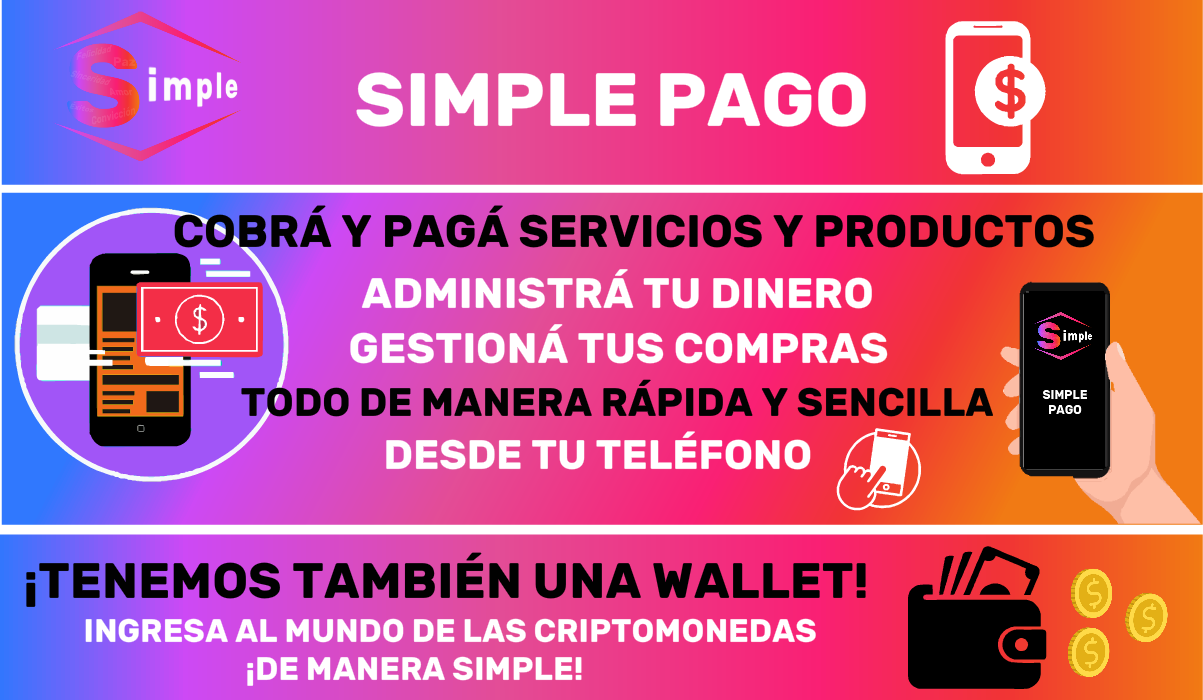 Simple
SIMPLE PAGO
$
COBRÁ Y PAGÁ SERVICIOS Y PRODUCTOS
ADMINISTRÁ TU DINERO
GESTIONÁ TUS COMPRAS
TODO DE MANERA RÁPIDA Y SENCILLA
DESDE TU TELÉFONO
$
Simple
SIMPLE
PAGO
¡TENEMOS TAMBIÉN UNA WALLET!
INGRESA AL MUNDO DE LAS CRIPTOMONEDAS
¡DE MANERA SIMPLE!
$
$
$